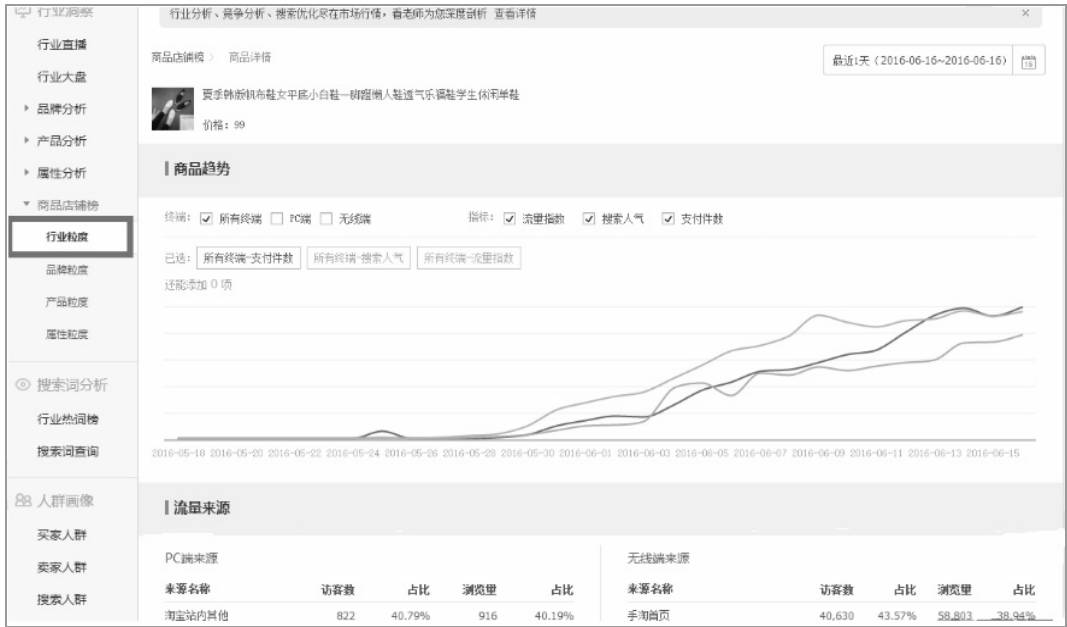 行业洞察
行业直播
行业大盘
品牌分析
产品分析
属性分析
商品店铺榜
行业粒度
品牌粒度
产品粒度
属性粒度
搜索词分析
行业热词榜
搜索词查询
人群画像
买家人群
卖家人群
搜索人群
行业分析、竞争分析、搜索优化尽在市场行情，看老师为您深度剖析 查看详情 ×
商品店铺榜 〉 商品详情
最近1天（2016-06-16~2016-06-16）
夏季韩版帆布鞋女平底小白鞋一脚蹬懒人鞋透气乐福鞋学生休闲单鞋
价格：99
商品趋势
终端： 所有终端 PC端 无线端 指标： 流量指数 搜索人气 支付件数
已选： 所有终端-支付件数 所有终端-搜索人气 所有终端-流量指数
还能添加 0 项
2016-05-18 2016-05-20 2016-05-22 2016-05-24 2016-05-26 2016-05-28 2016-05-30 2016-06-01 2016-06-03 2016-06-05 2016-06-07 2016-06-09 2016-06-11 2016-06-13 2016-06-15
流量来源
PC端来源
来源名称 访客数 占比 浏览量 占比
淘宝站内其他 822 40.79% 916 40.19%
无线端来源
来源名称 访客数 占比 浏览量 占比
手淘首页 40,630 43.57% 58,803 38.94%